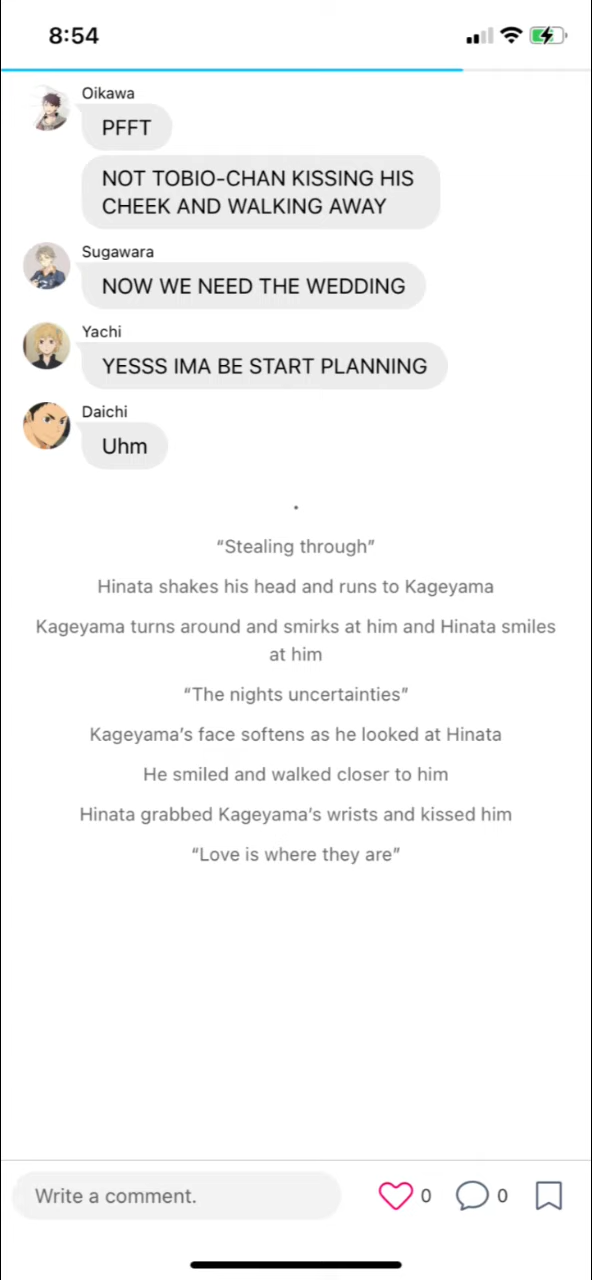 8:54
Oikawa
PFFT
NOT TOBIO-CHAN KISSING HIS
CHEEK AND WALKING AWAY
Sugawara
NOW WE NEED THE WEDDING
Yachi
YESSS IMA BE START PLANNING
Daichi
Uhm
.
“Stealing through”
Hinata shakes his head and runs to Kageyama
Kageyama turns around and smirks at him and Hinata smiles
at him
“The nights uncertainties”
Kageyama’s face softens as he looked at Hinata
He smiled and walked closer to him
Hinata grabbed Kageyama’s wrists and kissed him
“Love is where they are”
Write a comment.
0
0